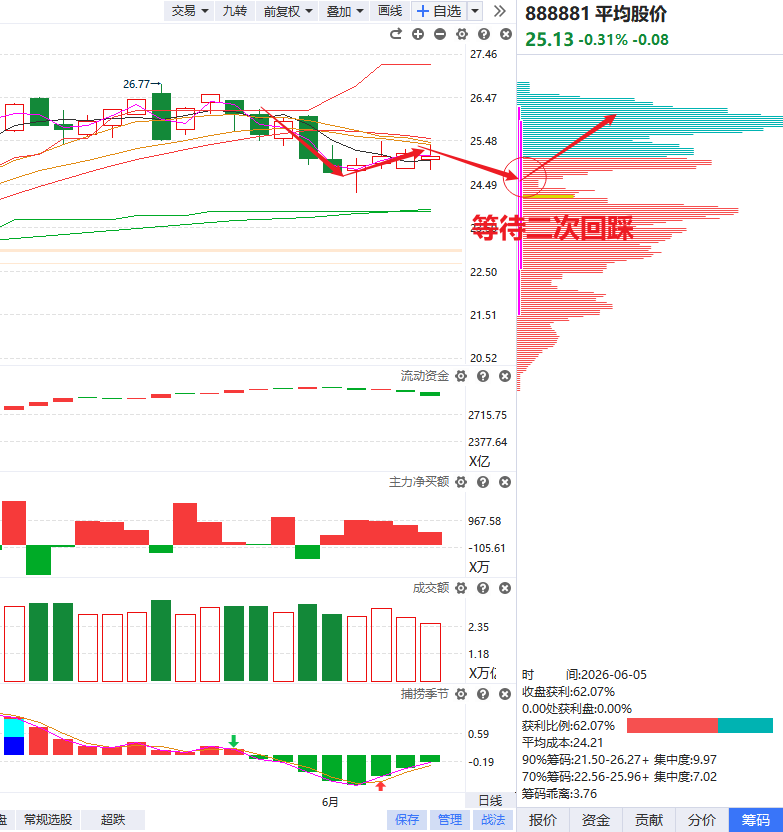 交易 九转 前复权 叠加 画线 + 自选
888881 平均股价
25.13 -0.31% -0.08
27.46
26.77
26.47
25.48
24.49
等待二次回踩
22.50
21.51
20.52
流动资金
2715.75
2377.64
X亿
主力净买额
967.58
-105.61
X万
成交额
2.35
1.18
X万亿
捕捞季节
0.59
-0.19
6月
日线
时 间:2026-06-05
收盘获利:62.07%
0.00处获利盘:0.00%
获利比例:62.07%
平均成本:24.21
90%筹码:21.50-26.27+ 集中度:9.97
70%筹码:22.56-25.96+ 集中度:7.02
筹码乖离:3.76
盘 常规选股 超跌 保存 管理 战法
报价 资金 贡献 分价 筹码